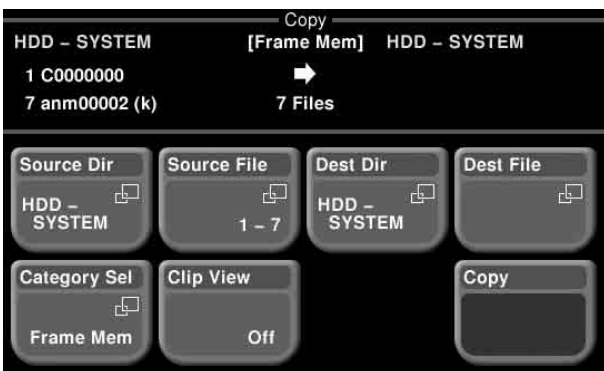 Copy
HDD – SYSTEM [Frame Mem] HDD – SYSTEM
1 C0000000
7 anm00002 (k) 7 Files
Source Dir Source File Dest Dir Dest File
HDD –
SYSTEM
1 – 7
HDD –
SYSTEM
Category Sel Clip View Copy
Frame Mem Off